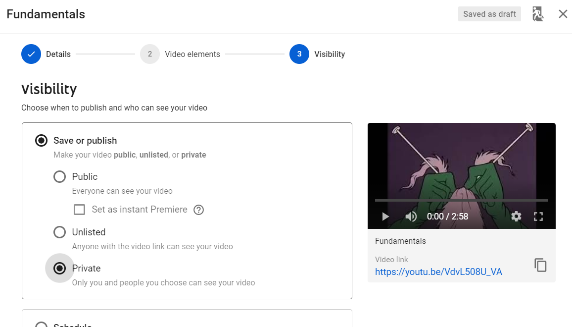 Fundamentals
Saved as draft
Details
2 Video elements
3 Visibility
Visibility
Choose when to publish and who can see your video
Save or publish
Make your video public, unlisted, or private
Public
Everyone can see your video
Set as instant Premiere
Unlisted
Anyone with the video link can see your video
Private
Only you and people you choose can see your video
Schedule
0:00 / 2:58
Fundamentals
Video link
https://youtu.be/VdvL508U_VA